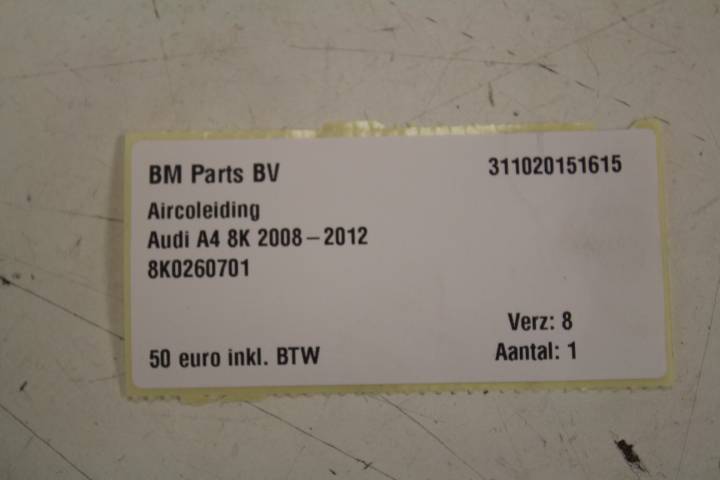 BM Parts BV 311020151615
Aircoleiding
Audi A4 8K 2008-2012
8K0260701
Verz: 8
50 euro inkl. BTW Aantal: 1